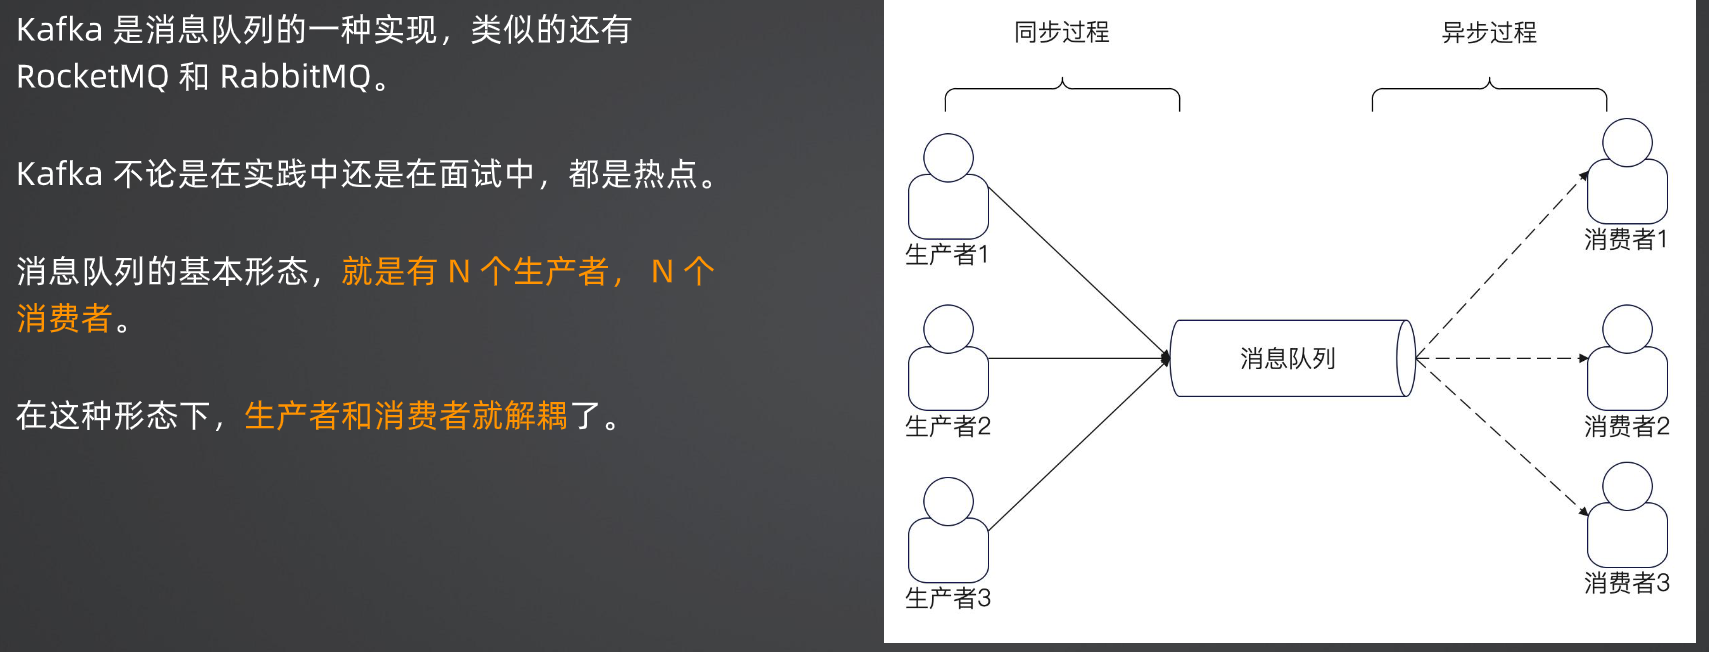 Kafka 是消息队列的一种实现，类似的还有
RocketMQ 和 RabbitMQ。
Kafka 不论是在实践中还是在面试中，都是热点。
消息队列的基本形态，就是有 N 个生产者， N 个
消费者。
在这种形态下，生产者和消费者就解耦了。
同步过程
异步过程
生产者1
消费者1
消息队列
生产者2
消费者2
生产者3
消费者3